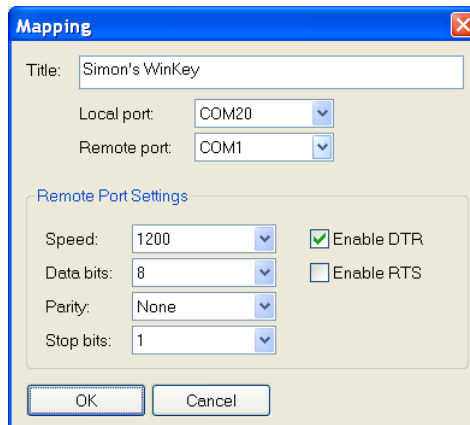 Mapping
Title: Simon's WinKey
Local port: COM20
Remote port: COM1
Remote Port Settings
Speed: 1200 Enable DTR
Data bits: 8 Enable RTS
Parity: None
Stop bits: 1
OK Cancel